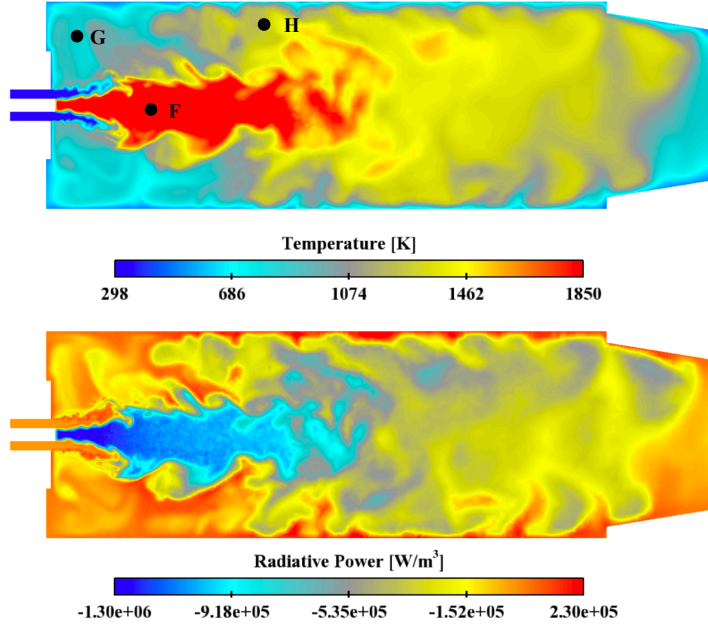 H
G
F
Temperature [K]
298 686 1074 1462 1850
Radiative Power [W/m³]
-1.30e+06 -9.18e+05 -5.35e+05 -1.52e+05 2.30e+05